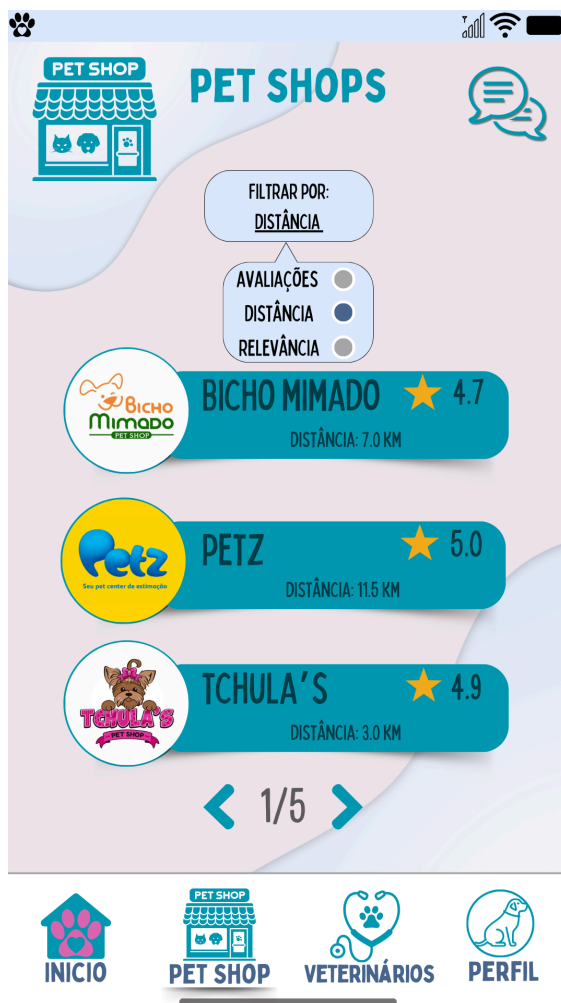 PET SHOP
PET SHOPS
FILTRAR POR:
DISTÂNCIA
AVALIAÇÕES
DISTÂNCIA
RELEVÂNCIA
BICHO
MIMADO
PET SHOP
BICHO MIMADO 4.7
DISTÂNCIA: 7.0 KM
Petz
Seu pet center de estimação
PETZ 5.0
DISTÂNCIA: 11.5 KM
TCHULA'S
PET SHOP
TCHULA'S 4.9
DISTÂNCIA: 3.0 KM
1/5
PET SHOP
INICIO
PET SHOP
VETERINÁRIOS
PERFIL